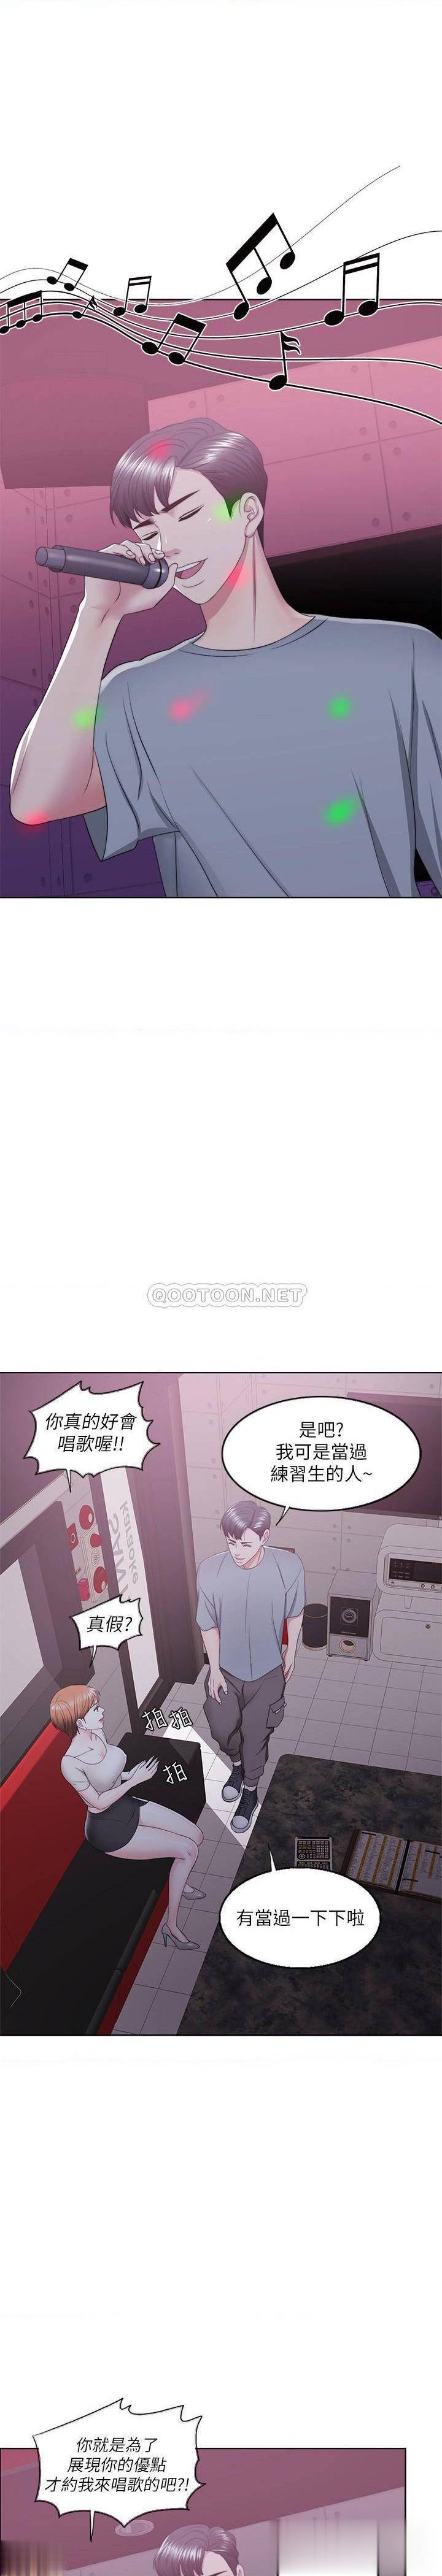 QOOTOON.NET
你真的好會
唱歌喔!!
是吧?
我可是當過
練習生的人~
真假?
拍拍
拍
有當過一下下啦
你就是為了
展現你的優點
才約我來唱歌的吧?!